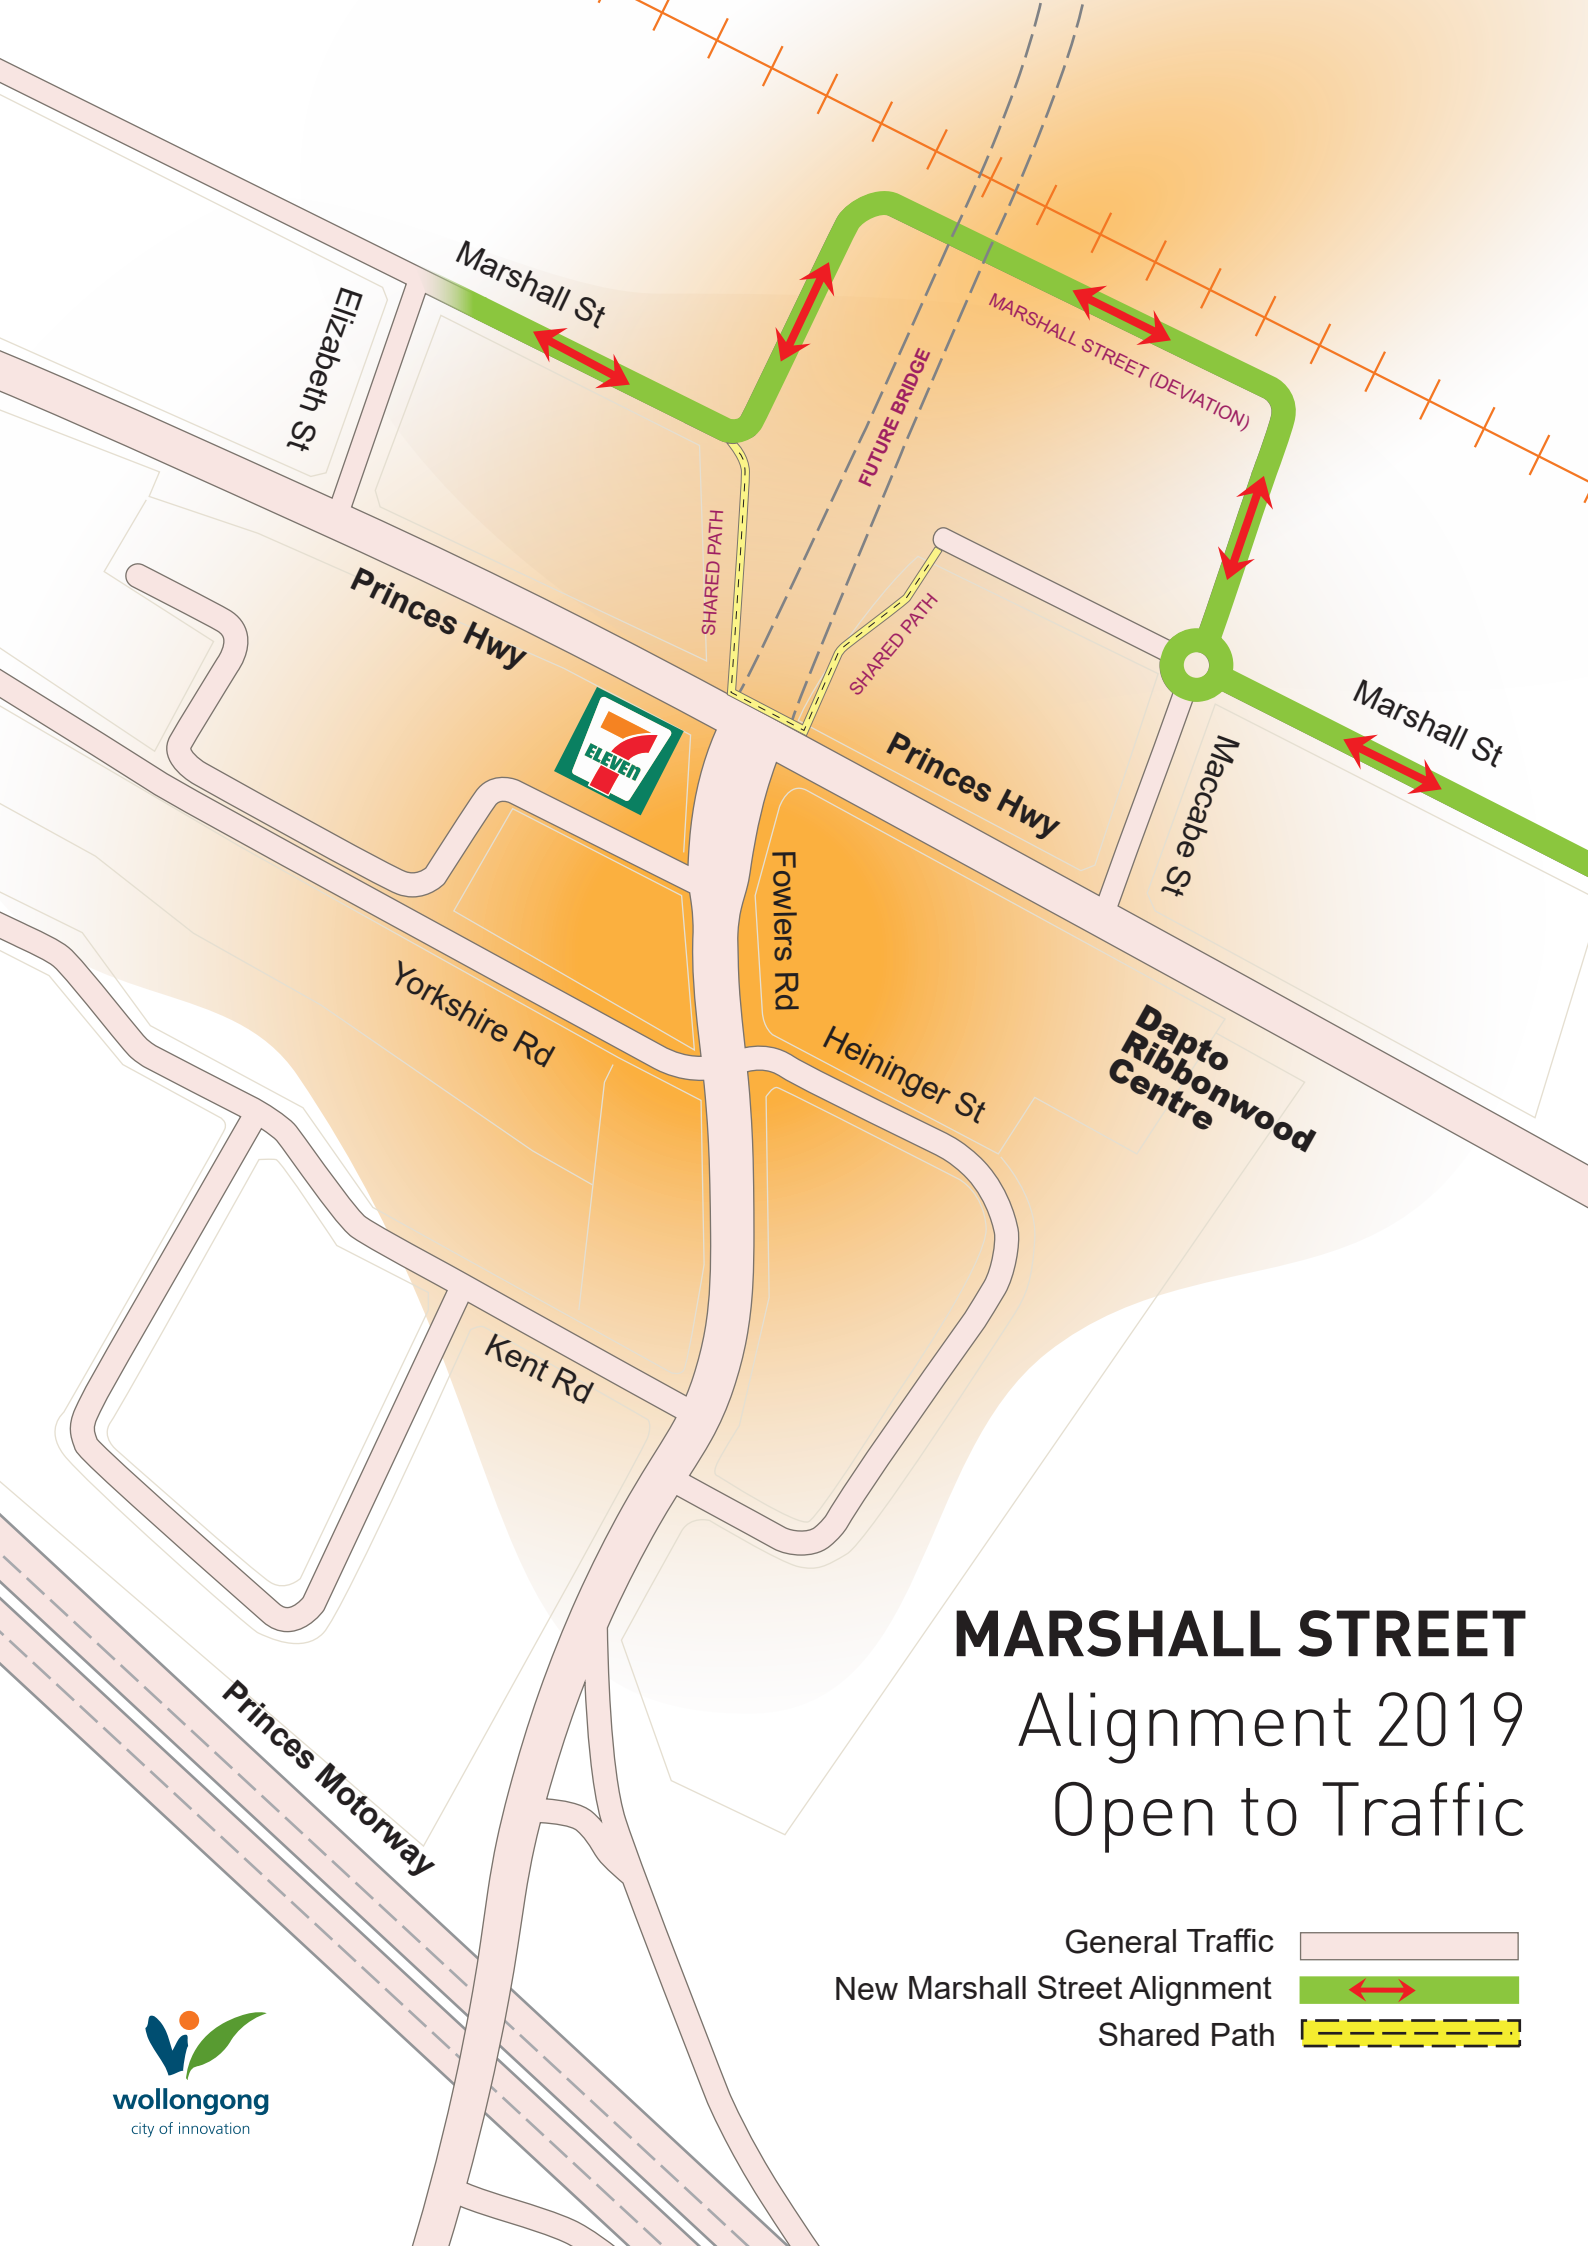 Marshall St
Elizabeth St
MARSHALL STREET (DEVIATION)
FUTURE BRIDGE
SHARED PATH
SHARED PATH
Princes Hwy
7
ELEVEN
Princes Hwy
Marshall St
Maccabe St
Fowlers Rd
Yorkshire Rd
Heininger St
Dapto
Ribbonwood
Centre
Kent Rd
Princes Motorway
MARSHALL STREET
Alignment 2019
Open to Traffic
General Traffic
New Marshall Street Alignment
Shared Path
wollongong
city of innovation